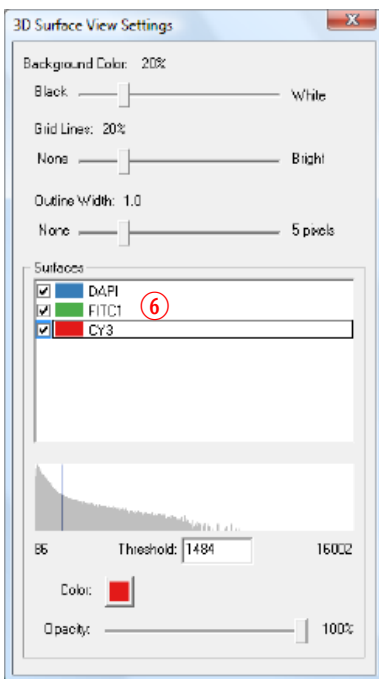 3D Surface View Settings
Background Color: 20%
Black White
Grid Lines: 20%
None Bright
Outline Width: 1.0
None 5 pixels
Surfaces
DAPI
FITC1
CY3
⑥
86 Threshold: 1484 16002
Color:
Opacity: 100%